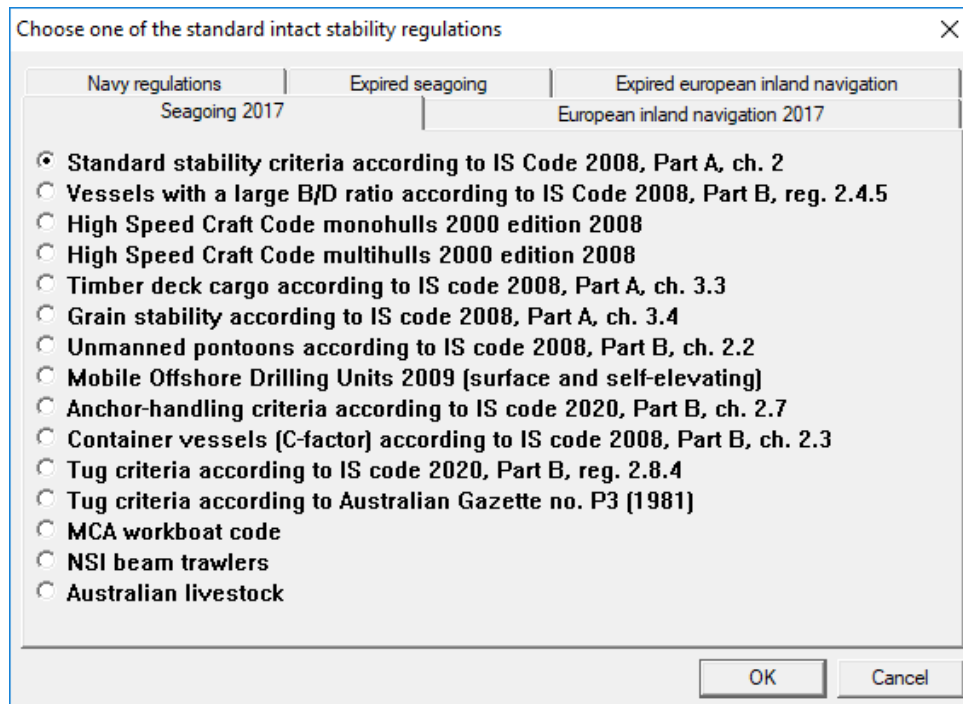 Choose one of the standard intact stability regulations
Navy regulations
Expired seagoing
Expired european inland navigation
Seagoing 2017
European inland navigation 2017
Standard stability criteria according to IS Code 2008, Part A, ch. 2
Vessels with a large B/D ratio according to IS Code 2008, Part B, reg. 2.4.5
High Speed Craft Code monohulls 2000 edition 2008
High Speed Craft Code multihulls 2000 edition 2008
Timber deck cargo according to IS code 2008, Part A, ch. 3.3
Grain stability according to IS code 2008, Part A, ch. 3.4
Unmanned pontoons according to IS code 2008, Part B, ch. 2.2
Mobile Offshore Drilling Units 2009 (surface and self-elevating)
Anchor-handling criteria according to IS code 2020, Part B, ch. 2.7
Container vessels (C-factor) according to IS code 2008, Part B, ch. 2.3
Tug criteria according to IS code 2020, Part B, reg. 2.8.4
Tug criteria according to Australian Gazette no. P3 (1981)
MCA workboat code
NSI beam trawlers
Australian livestock
OK
Cancel